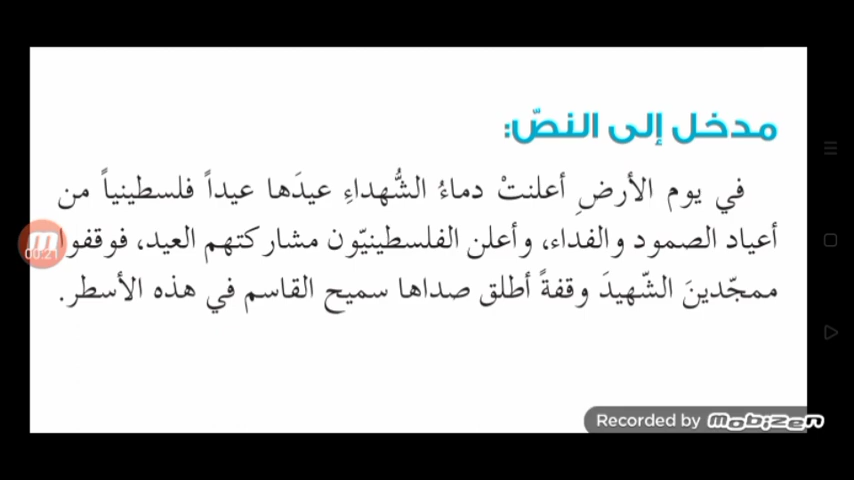 مدخل إلى النصّ:
في يوم الأرضِ أعلنتْ دماءُ الشُّهداءِ عيدَها عيداً فلسطينياً من
أعياد الصمود والفداء، وأعلن الفلسطينيّون مشاركتهم العيد، فوقفوا
ممجّدينَ الشّهيدَ وقفةً أطلق صداها سميح القاسم في هذه الأسطر.
00:21
Recorded by mobizen